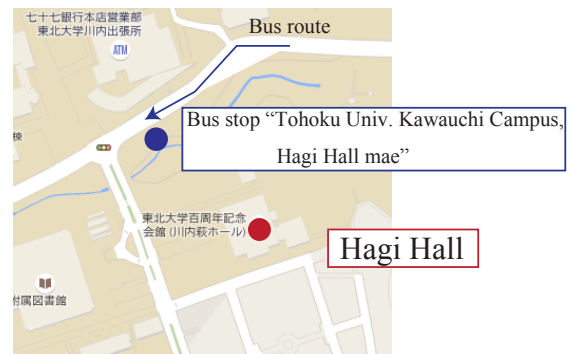 七十七銀行本店営業部
東北大学川内出張所
ATM
Bus route
Bus stop “Tohoku Univ. Kawauchi Campus,
Hagi Hall mae”
棟
東北大学百周年記念
会館 (川内萩ホール)
Hagi Hall
附属図書館